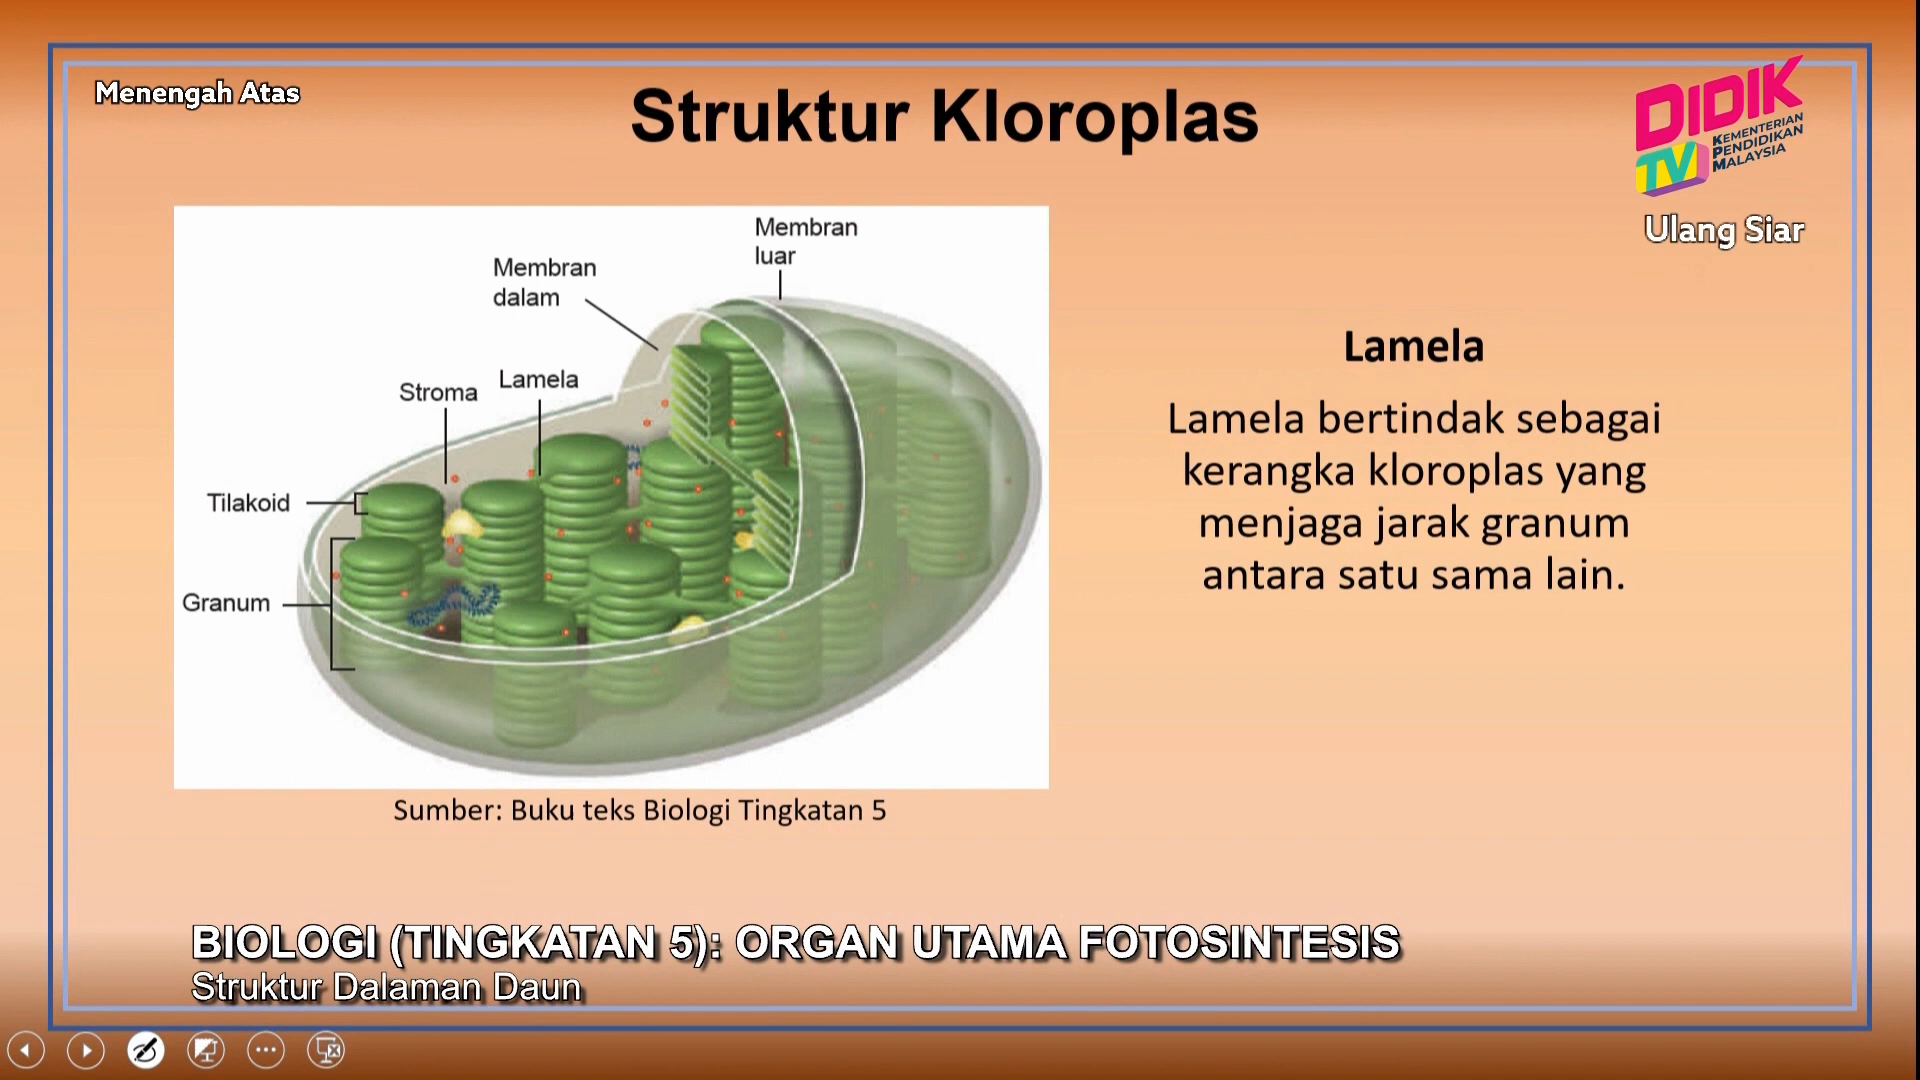 Menengah Atas
Struktur Kloroplas
DIDIK
TV
KEMENTERIAN
PENDIDIKAN
MALAYSIA
Ulang Siar
Membran
luar
Membran
dalam
Stroma
Lamela
Tilakoid
Granum
Sumber: Buku teks Biologi Tingkatan 5
Lamela
Lamela bertindak sebagai
kerangka kloroplas yang
menjaga jarak granum
antara satu sama lain.
BIOLOGI (TINGKATAN 5): ORGAN UTAMA FOTOSINTESIS
Struktur Dalaman Daun